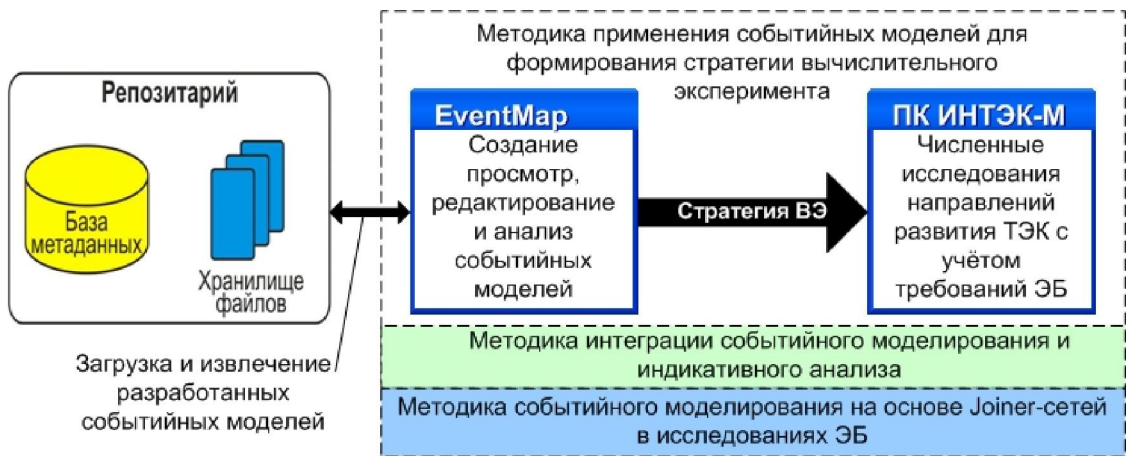 Методика применения событийных моделей для
формирования стратегии вычислительного
эксперимента
Репозитарий
База
метаданных
Хранилище
файлов
EventMap
Создание
просмотр,
редактирование
и анализ
событийных
моделей
Стратегия ВЭ
ПК ИНТЭК-М
Численные
исследования
направлений
развития ТЭК с
учётом
требований ЭБ
Загрузка и извлечение
разработанных
событийных моделей
Методика интеграции событийного моделирования и
индикативного анализа
Методика событийного моделирования на основе Joiner-сетей
в исследованиях ЭБ